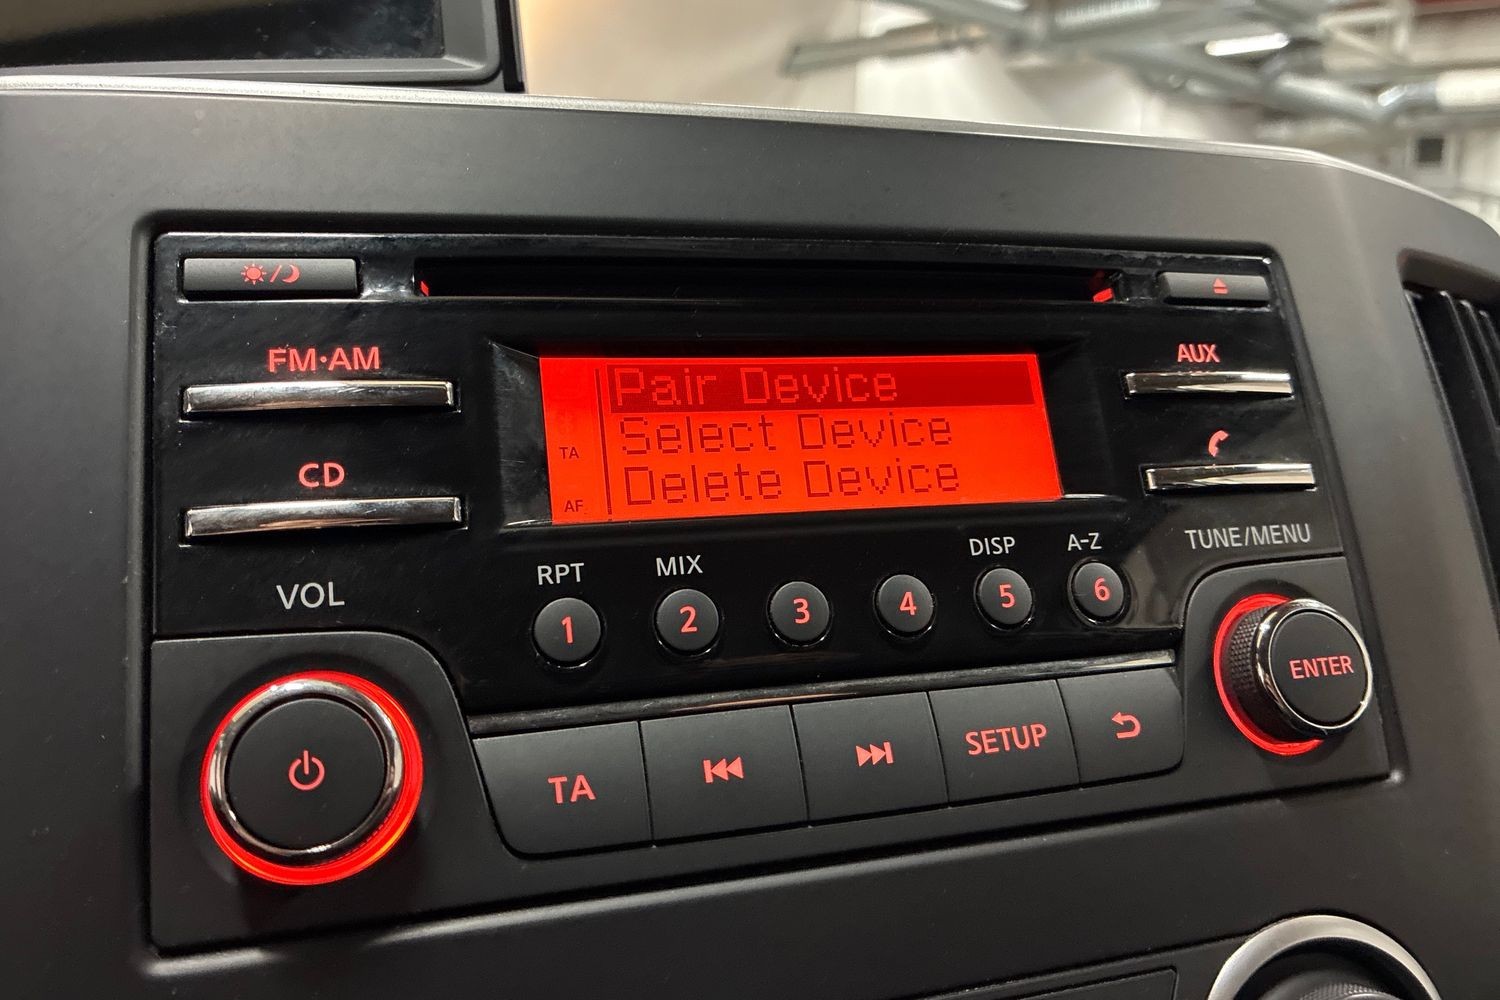 FM·AM
CD
VOL
Pair Device
Select Device
Delete Device
TA
AF
AUX
TUNE/MENU
RPT
MIX
DISP
A-Z
1
2
3
4
5
6
ENTER
TA
SETUP